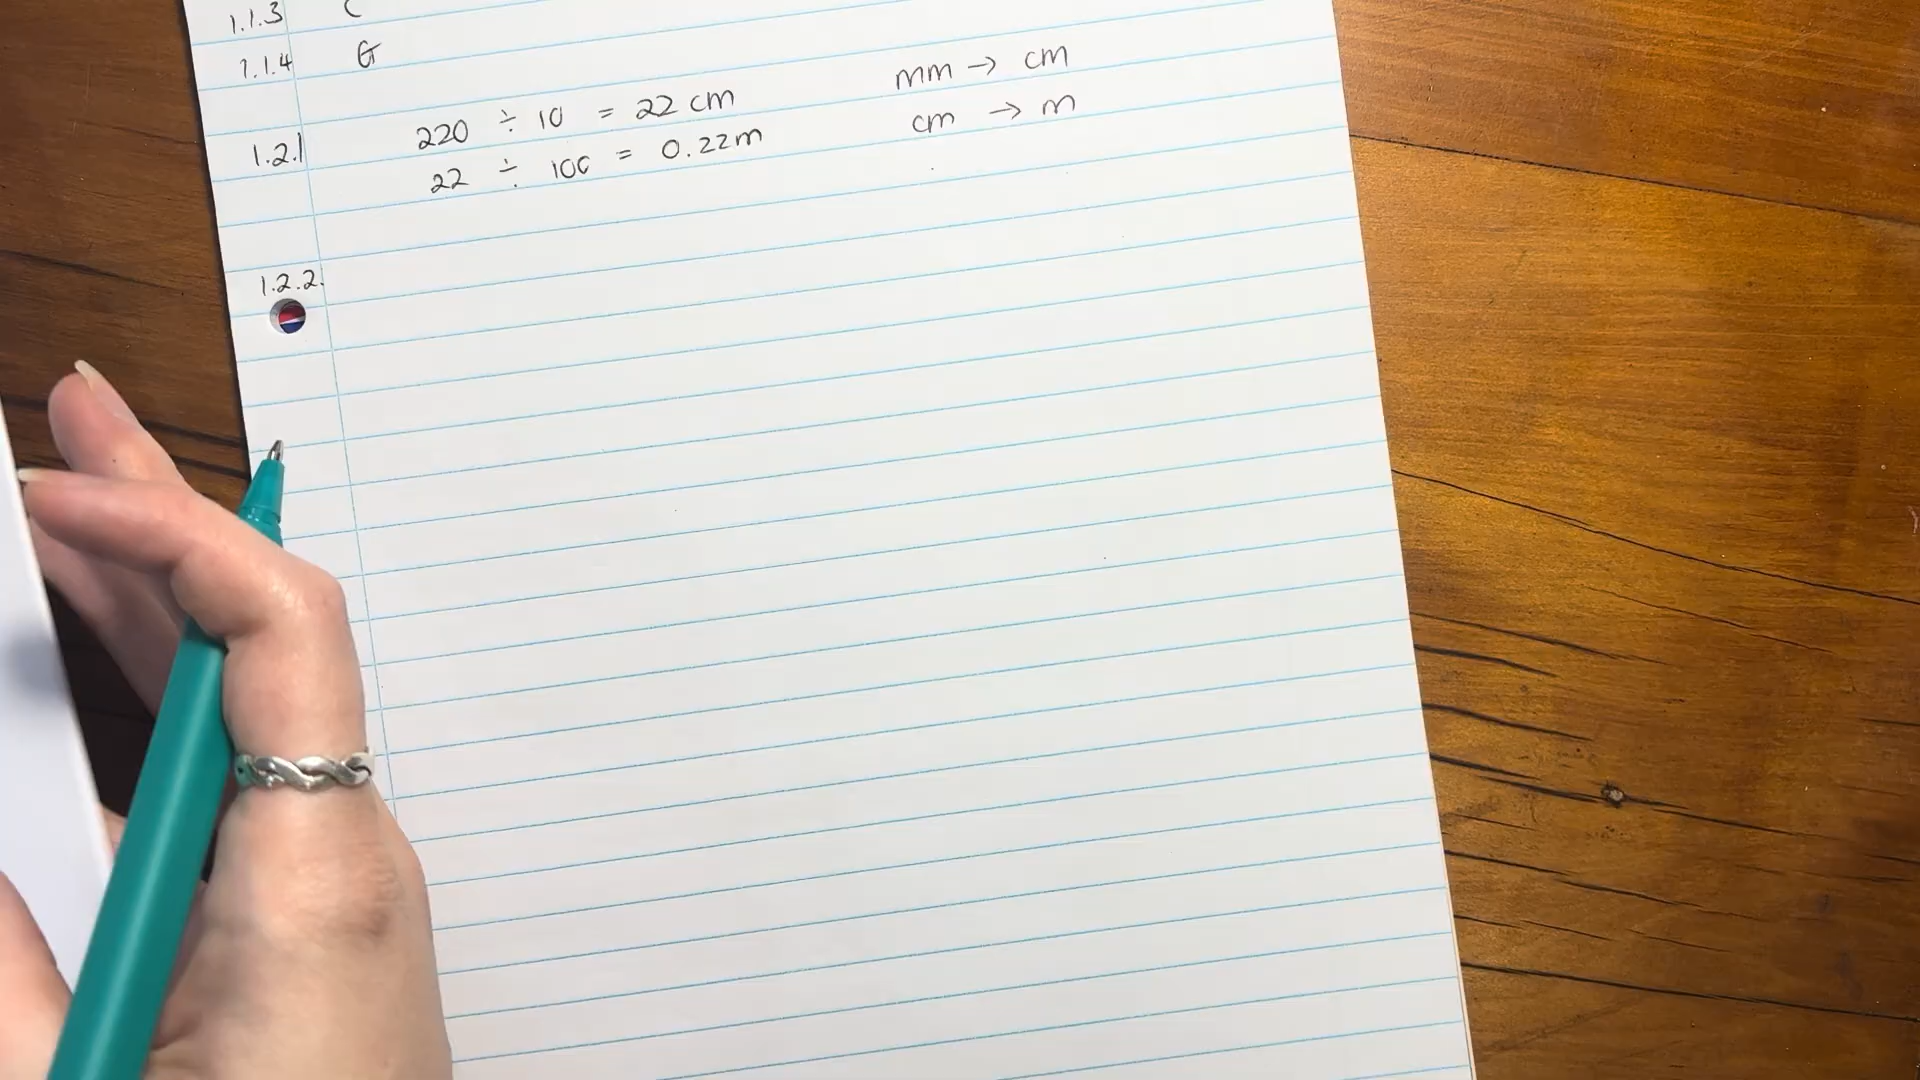 1.1.3 C
1.1.4 G
mm → cm
cm → m
1.2.1 220 ÷ 10 = 22 cm
22 ÷ 100 = 0.22m
1.2.2.